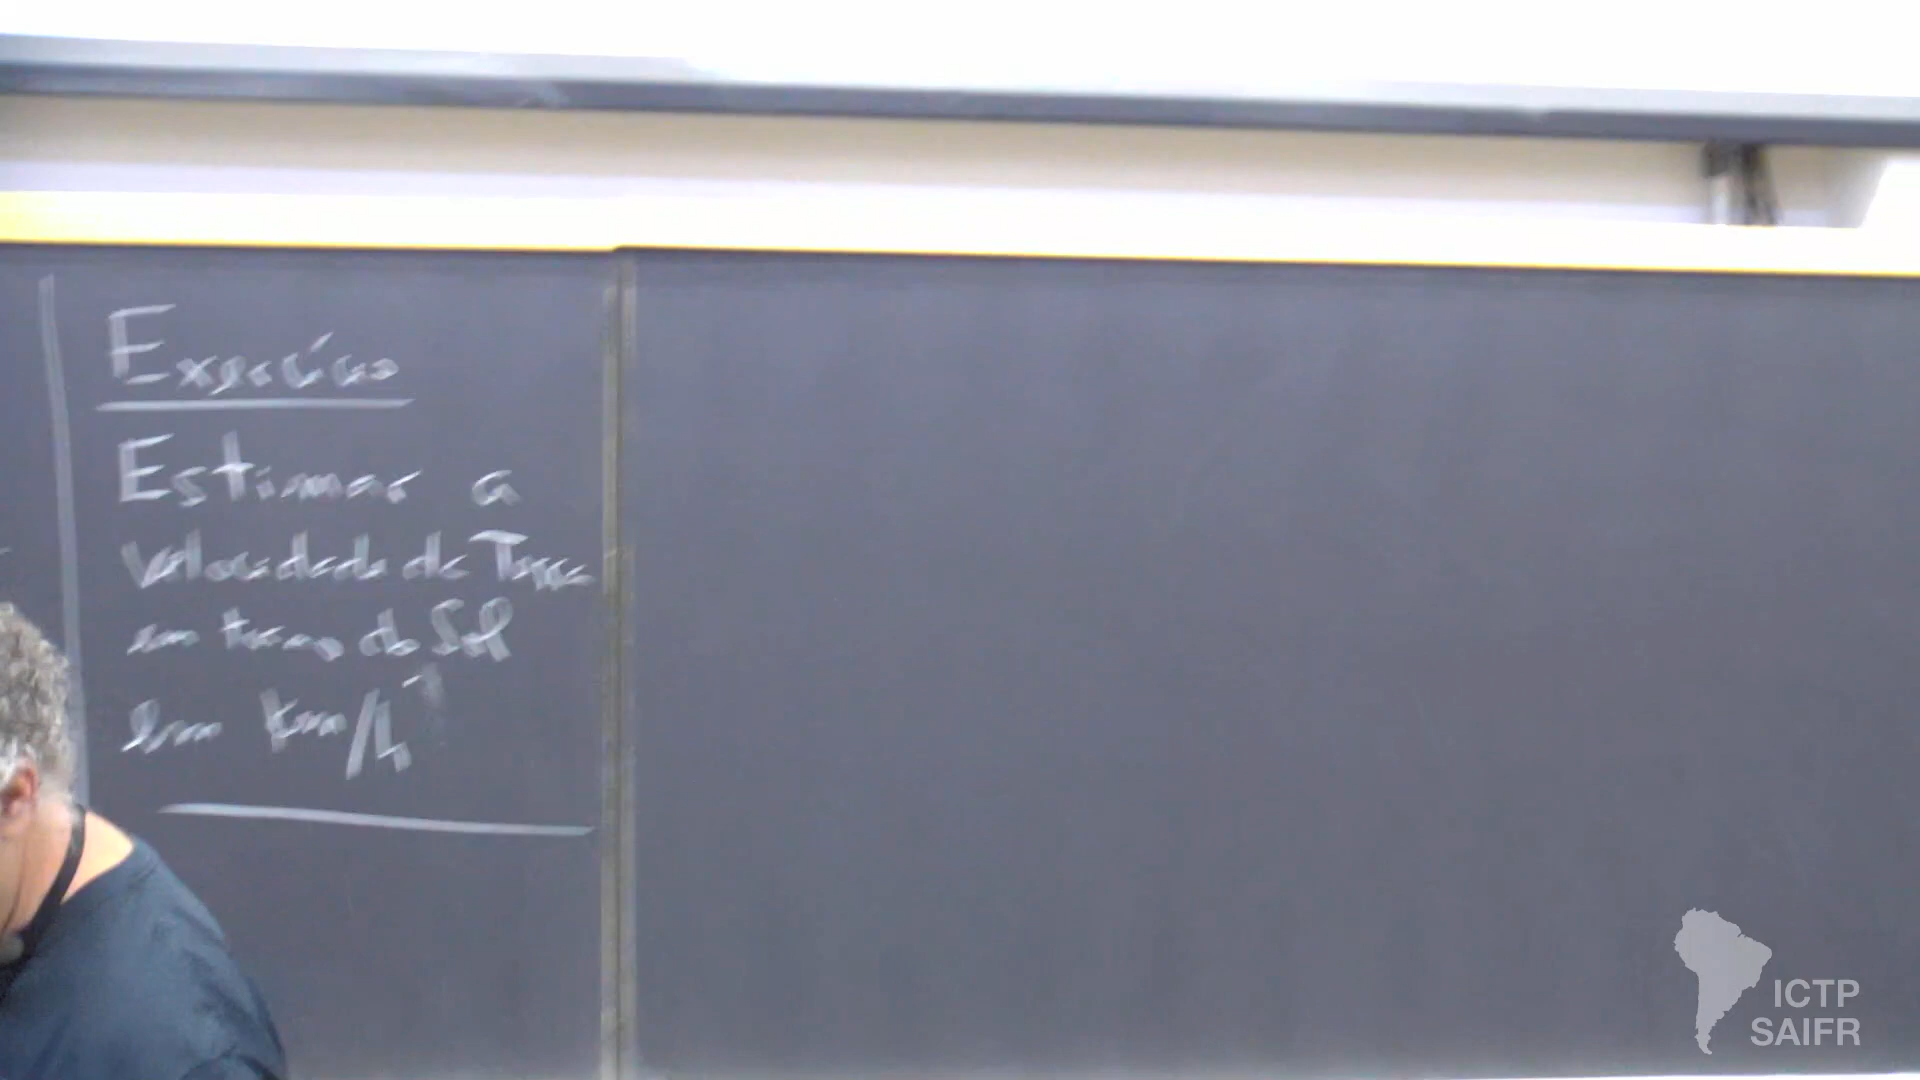 Exercício
Estimar a
velocidade da Terra
em torno do Sol
em km/h
ICTP
SAIFR